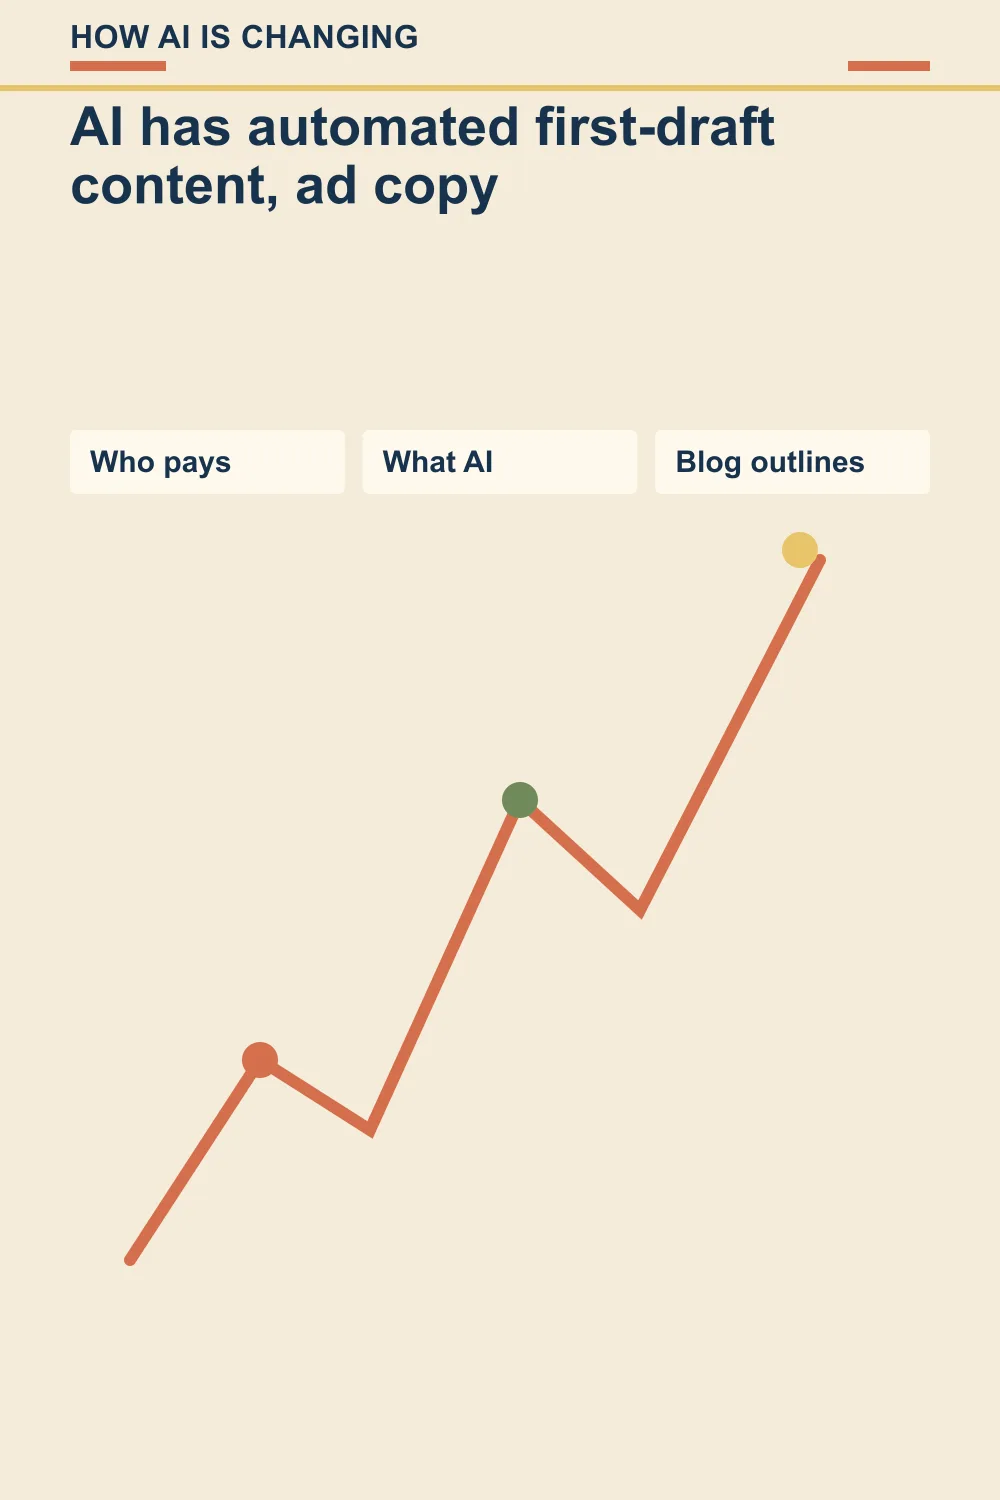 HOW AI IS CHANGING
AI has automated first-draft
content, ad copy
Who pays
What AI
Blog outlines